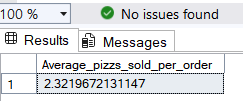 100 % No issues found
Results Messages
Average_pizzs_sold_per_order
1 2.3219672131147